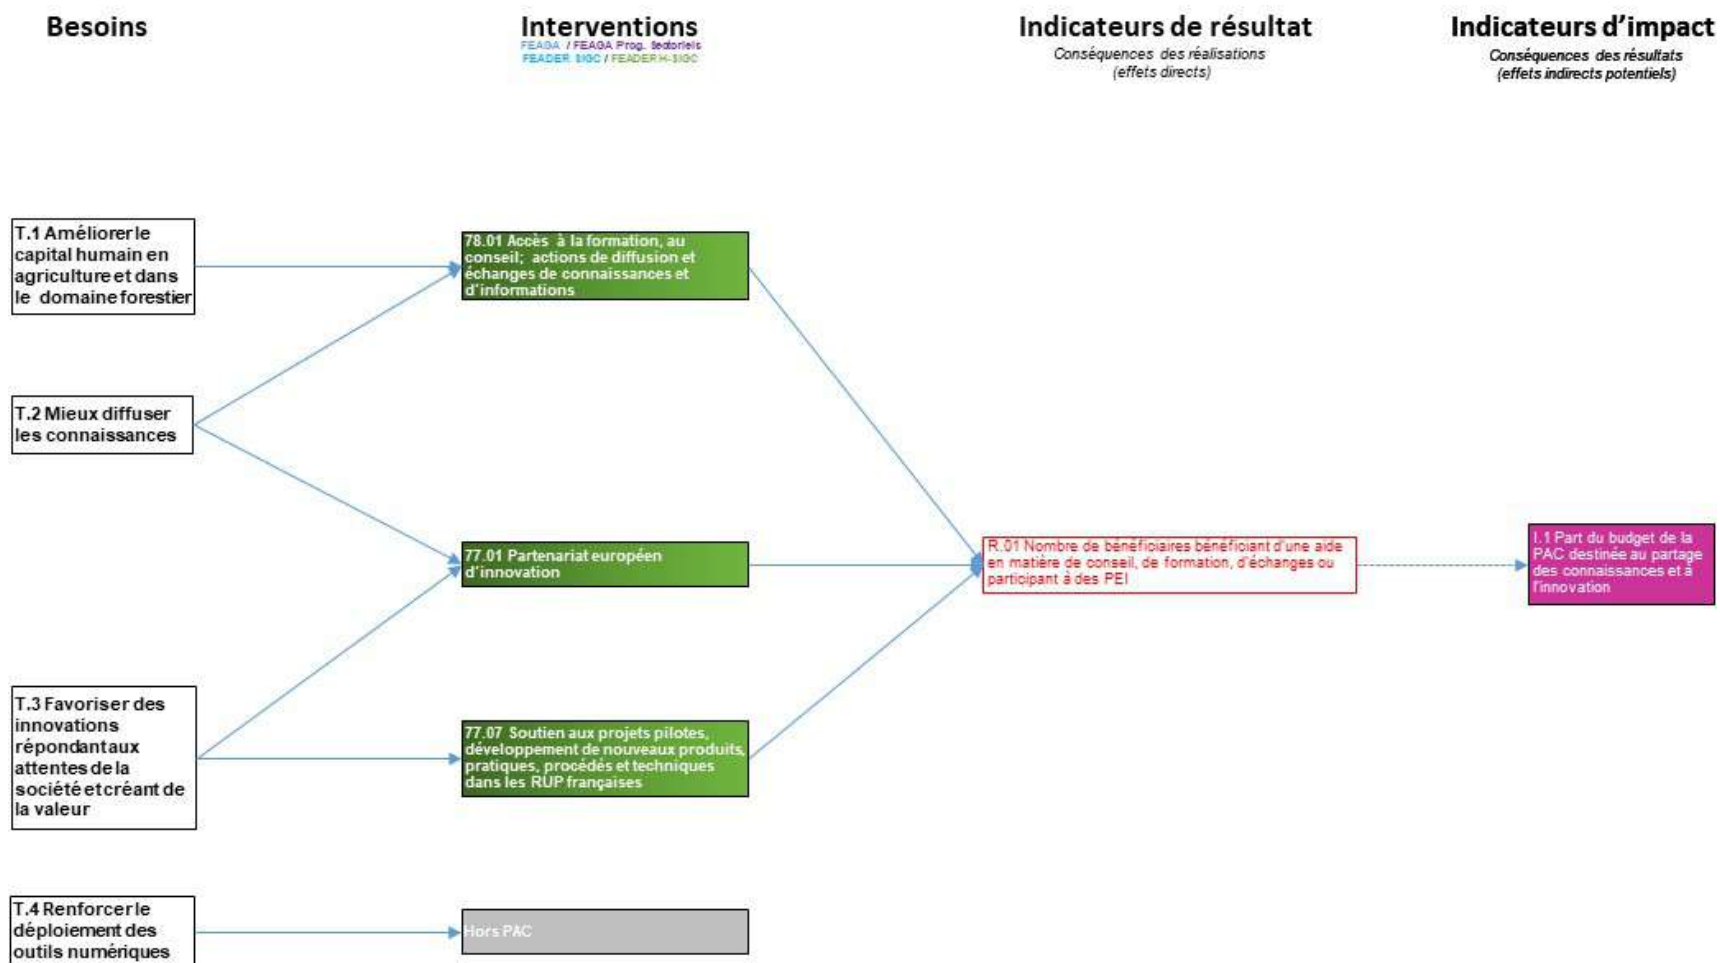 Besoins
Interventions
FEAGA / FEAGA Prog. Sectoriels
FEADER SIGC / FEADER H-SIGC
Indicateurs de résultat
Conséquences des réalisations
(effets directs)
Indicateurs d'impact
Conséquences des résultats
(effets indirects potentiels)
T.1 Améliorer le
capital humain en
agriculture et dans
le domaine forestier
78.01 Accès à la formation, au
conseil; actions de diffusion et
échanges de connaissances et
d'informations
T.2 Mieux diffuser
les connaissances
77.01 Partenariat européen
d'innovation
R.01 Nombre de bénéficiaires bénéficiant d'une aide
en matière de conseil, de formation, d'échanges ou
participant à des PEI
I.1 Part du budget de la
PAC destinée au partage
des connaissances et à
l'innovation
T.3 Favoriser des
innovations
répondant aux
attentes de la
société et créant de
la valeur
77.07 Soutien aux projets pilotes,
développement de nouveaux produits,
pratiques, procédés et techniques
dans les RUP françaises
T.4 Renforcer le
déploiement des
outils numériques
Hors PAC